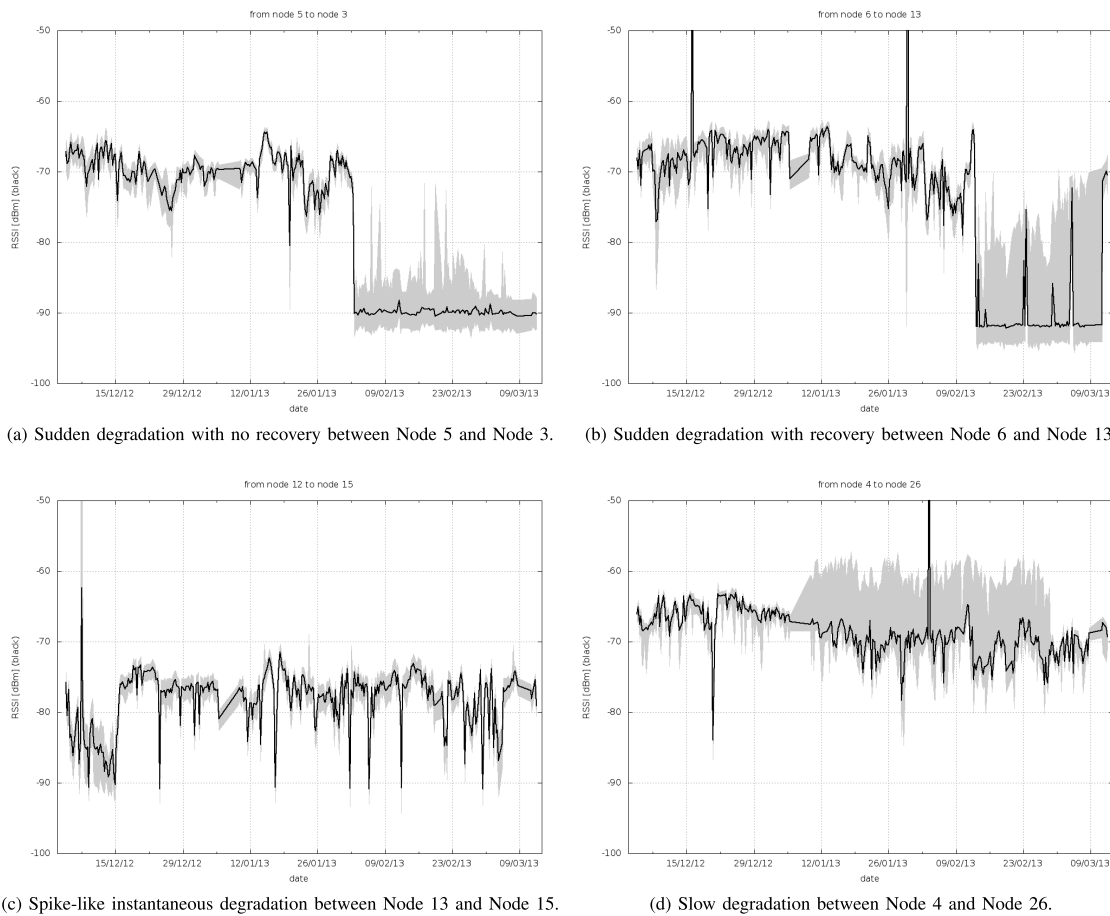 from node 5 to node 3
-50
-60
-70
-80
-90
-100
RSSI [dBm] (black)
15/12/12 29/12/12 12/01/13 26/01/13 09/02/13 23/02/13 09/03/13
date
(a) Sudden degradation with no recovery between Node 5 and Node 3.
from node 6 to node 13
-50
-60
-70
-80
-90
-100
RSSI [dBm] (black)
15/12/12 29/12/12 12/01/13 26/01/13 09/02/13 23/02/13 09/03/13
date
(b) Sudden degradation with recovery between Node 6 and Node 13
from node 12 to node 15
-50
-60
-70
-80
-90
-100
RSSI [dBm] (black)
15/12/12 29/12/12 12/01/13 26/01/13 09/02/13 23/02/13 09/03/13
date
(c) Spike-like instantaneous degradation between Node 13 and Node 15.
from node 4 to node 26
-50
-60
-70
-80
-90
-100
RSSI [dBm] (black)
15/12/12 29/12/12 12/01/13 26/01/13 09/02/13 23/02/13 09/03/13
date
(d) Slow degradation between Node 4 and Node 26.